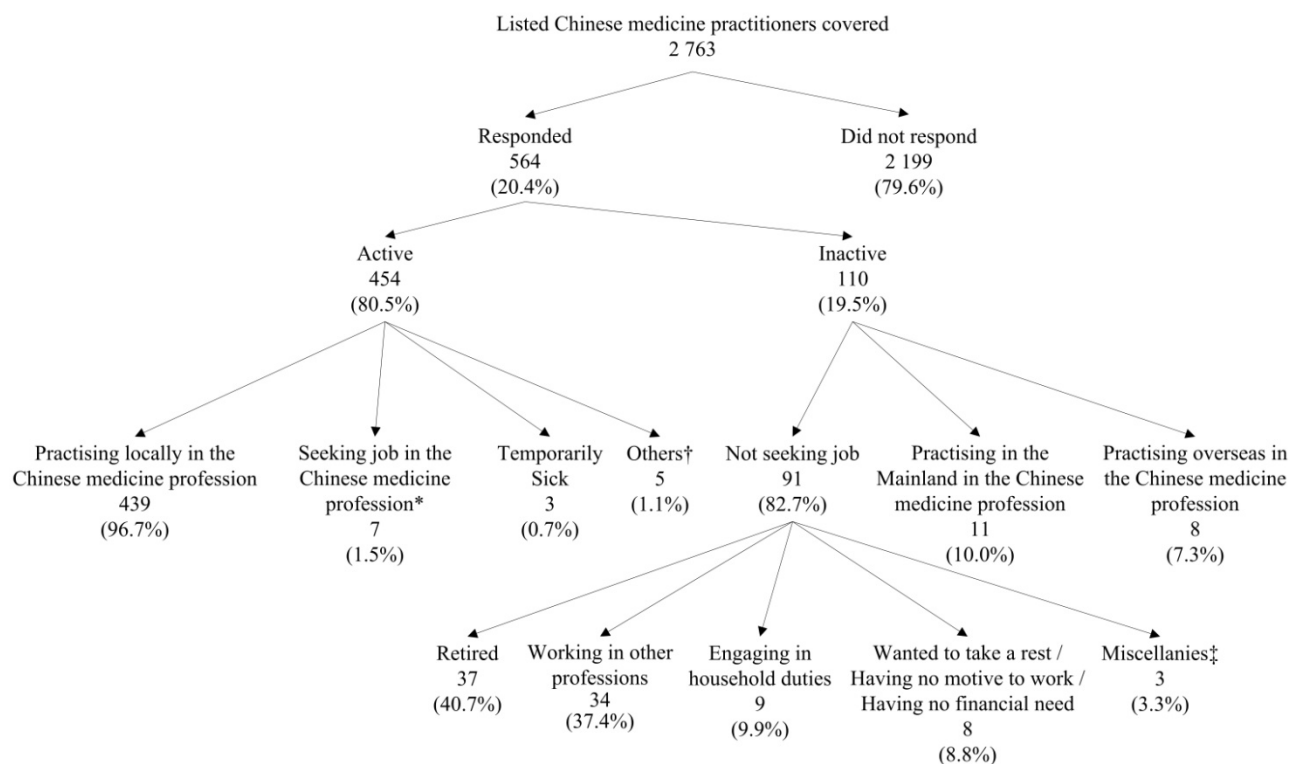 Listed Chinese medicine practitioners covered
2 763
Responded
564
(20.4%)
Did not respond
2 199
(79.6%)
Active
454
(80.5%)
Inactive
110
(19.5%)
Practising locally in the
Chinese medicine profession
439
(96.7%)
Seeking job in the
Chinese medicine
profession*
7
(1.5%)
Temporarily
Sick
3
(0.7%)
Others†
5
(1.1%)
Not seeking job
91
(82.7%)
Practising in the
Mainland in the Chinese
medicine profession
11
(10.0%)
Practising overseas in
the Chinese medicine
profession
8
(7.3%)
Retired
37
(40.7%)
Working in other
professions
34
(37.4%)
Engaging in
household duties
9
(9.9%)
Wanted to take a rest /
Having no motive to work /
Having no financial need
8
(8.8%)
Miscellanies‡
3
(3.3%)